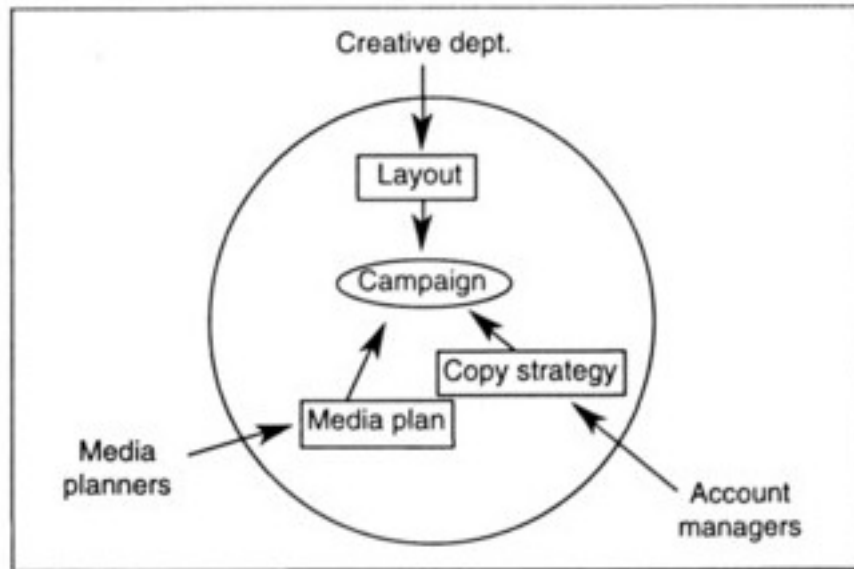 Creative dept.
Layout
Campaign
Copy strategy
Media plan
Media
planners
Account
managers